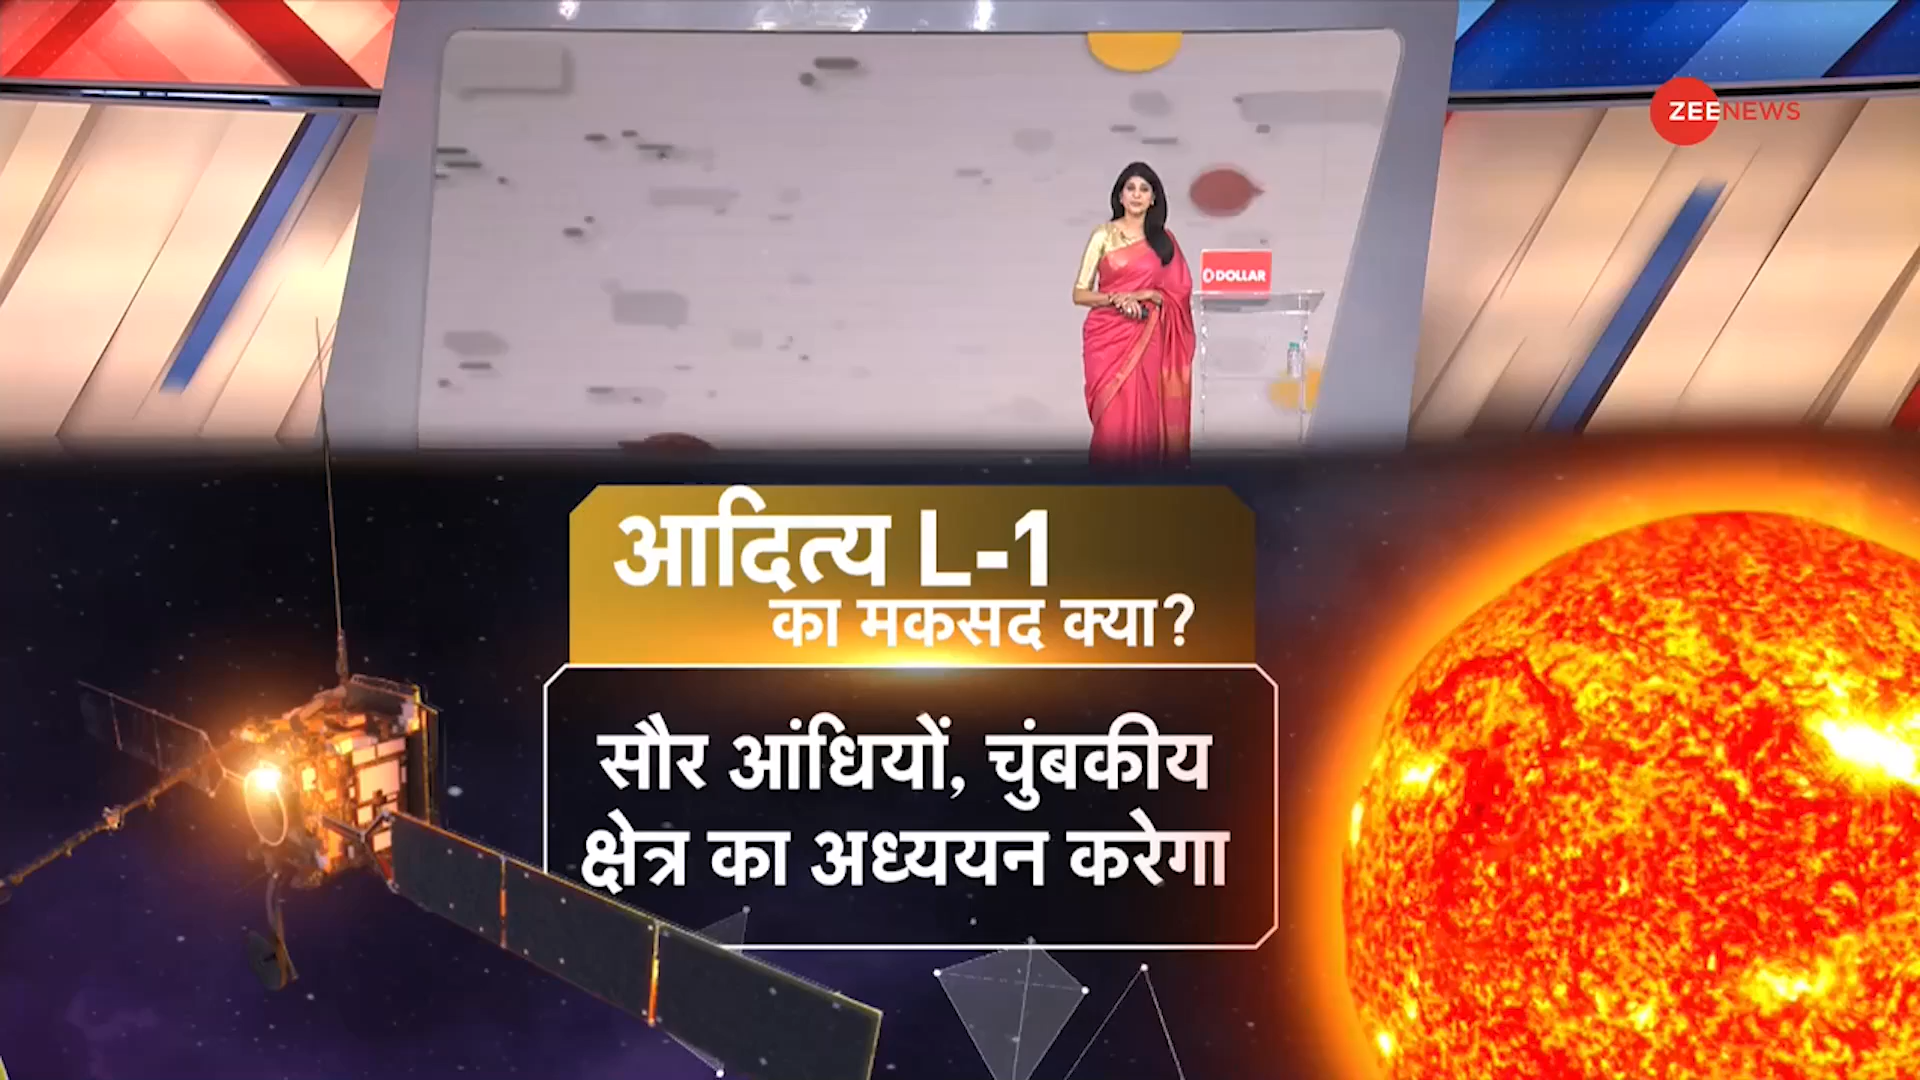 ZEENEWS
DOLLAR
आदित्य L-1
का मकसद क्या?
सौर आंधियों, चुंबकीय
क्षेत्र का अध्ययन करेगा